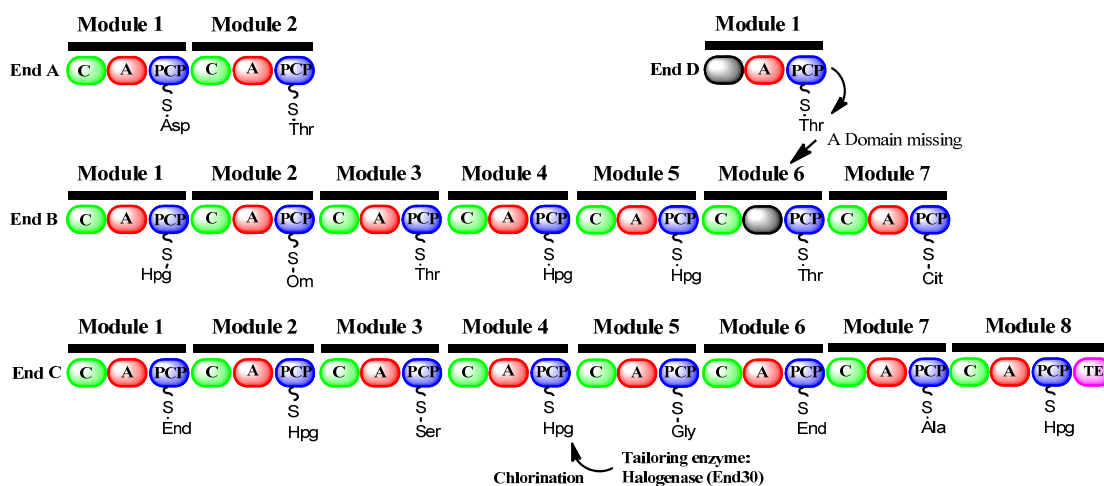 Module 1 Module 2 Module 1
End A C A PCP C A PCP End D A PCP
S S S
Asp Thr Thr
A Domain missing
Module 1 Module 2 Module 3 Module 4 Module 5 Module 6 Module 7
End B C A PCP C A PCP C A PCP C A PCP C A PCP C PCP C A PCP
S S S S S S S
Hpg Orn Thr Hpg Hpg Thr Cit
Module 1 Module 2 Module 3 Module 4 Module 5 Module 6 Module 7 Module 8
End C C A PCP C A PCP C A PCP C A PCP C A PCP C A PCP C A PCP C A PCP TE
S S S S S S S S
End Hpg Ser Hpg Gly End Ala Hpg
Tailoring enzyme:
Chlorination Halogenase (End30)